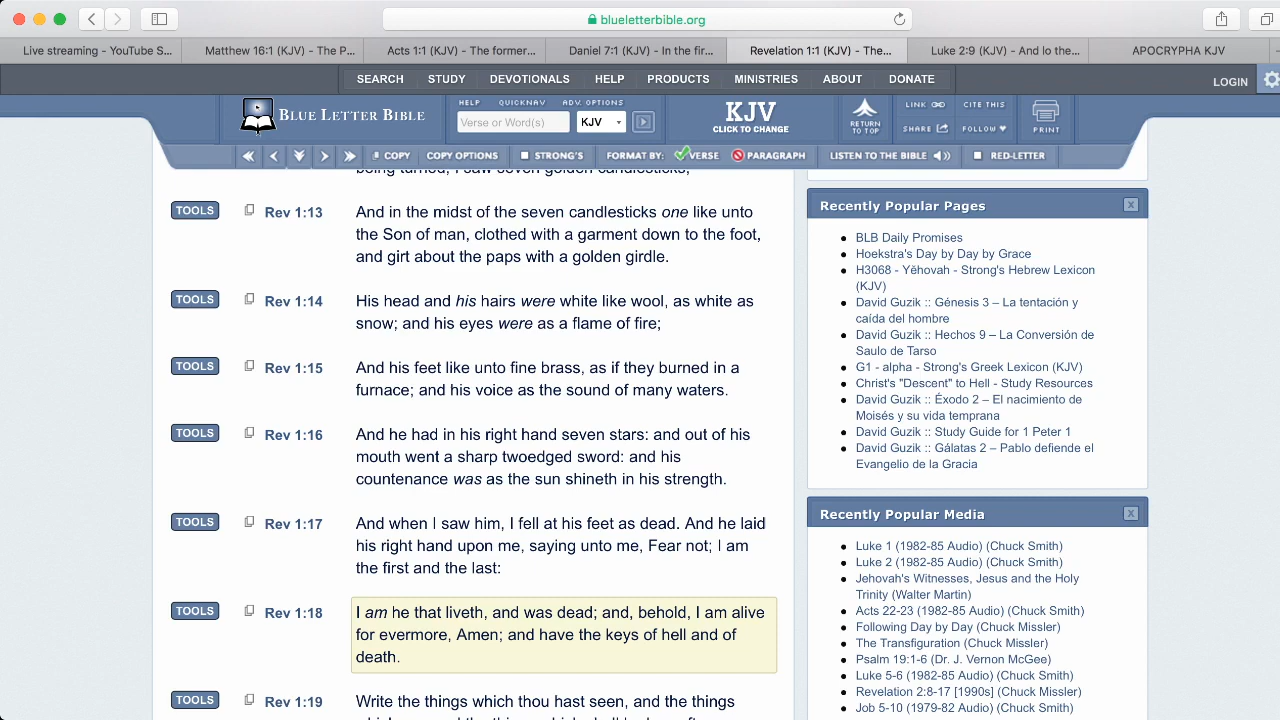 blueletterbible.org
Live streaming - YouTube S...
Matthew 16:1 (KJV) - The P...
Acts 1:1 (KJV) - The former...
Daniel 7:1 (KJV) - In the fir...
Revelation 1:1 (KJV) - The...
Luke 2:9 (KJV) - And lo the...
APOCRYPHA KJV
SEARCH STUDY DEVOTIONALS HELP PRODUCTS MINISTRIES ABOUT DONATE
LOGIN
BLUE LETTER BIBLE
HELP QUICKNAV ADV. OPTIONS
Verse or Word(s)
KJV
KJV
CLICK TO CHANGE
RETURN
TO TOP
LINK
CITE THIS
SHARE
FOLLOW
PRINT
COPY COPY OPTIONS STRONG'S FORMAT BY: VERSE PARAGRAPH LISTEN TO THE BIBLE RED-LETTER
being turned, I saw seven golden candlesticks;
TOOLS Rev 1:13 And in the midst of the seven candlesticks one like unto
the Son of man, clothed with a garment down to the foot,
and girt about the paps with a golden girdle.
TOOLS Rev 1:14 His head and his hairs were white like wool, as white as
snow; and his eyes were as a flame of fire;
TOOLS Rev 1:15 And his feet like unto fine brass, as if they burned in a
furnace; and his voice as the sound of many waters.
TOOLS Rev 1:16 And he had in his right hand seven stars: and out of his
mouth went a sharp twoedged sword: and his
countenance was as the sun shineth in his strength.
TOOLS Rev 1:17 And when I saw him, I fell at his feet as dead. And he laid
his right hand upon me, saying unto me, Fear not; I am
the first and the last:
TOOLS Rev 1:18 I am he that liveth, and was dead; and, behold, I am alive
for evermore, Amen; and have the keys of hell and of
death.
TOOLS Rev 1:19 Write the things which thou hast seen, and the things
Recently Popular Pages
BLB Daily Promises
Hoekstra's Day by Day by Grace
H3068 - Yĕhovah - Strong's Hebrew Lexicon
(KJV)
David Guzik :: Génesis 3 – La tentación y
caída del hombre
David Guzik :: Hechos 9 – La Conversión de
Saulo de Tarso
G1 - alpha - Strong's Greek Lexicon (KJV)
Christ's "Descent" to Hell - Study Resources
David Guzik :: Éxodo 2 – El nacimiento de
Moisés y su vida temprana
David Guzik :: Study Guide for 1 Peter 1
David Guzik :: Gálatas 2 – Pablo defiende el
Evangelio de la Gracia
Recently Popular Media
Luke 1 (1982-85 Audio) (Chuck Smith)
Luke 2 (1982-85 Audio) (Chuck Smith)
Jehovah's Witnesses, Jesus and the Holy
Trinity (Walter Martin)
Acts 22-23 (1982-85 Audio) (Chuck Smith)
Following Day by Day (Chuck Missler)
The Transfiguration (Chuck Missler)
Psalm 19:1-6 (Dr. J. Vernon McGee)
Luke 5-6 (1982-85 Audio) (Chuck Smith)
Revelation 2:8-17 [1990s] (Chuck Missler)
Job 5-10 (1979-82 Audio) (Chuck Smith)